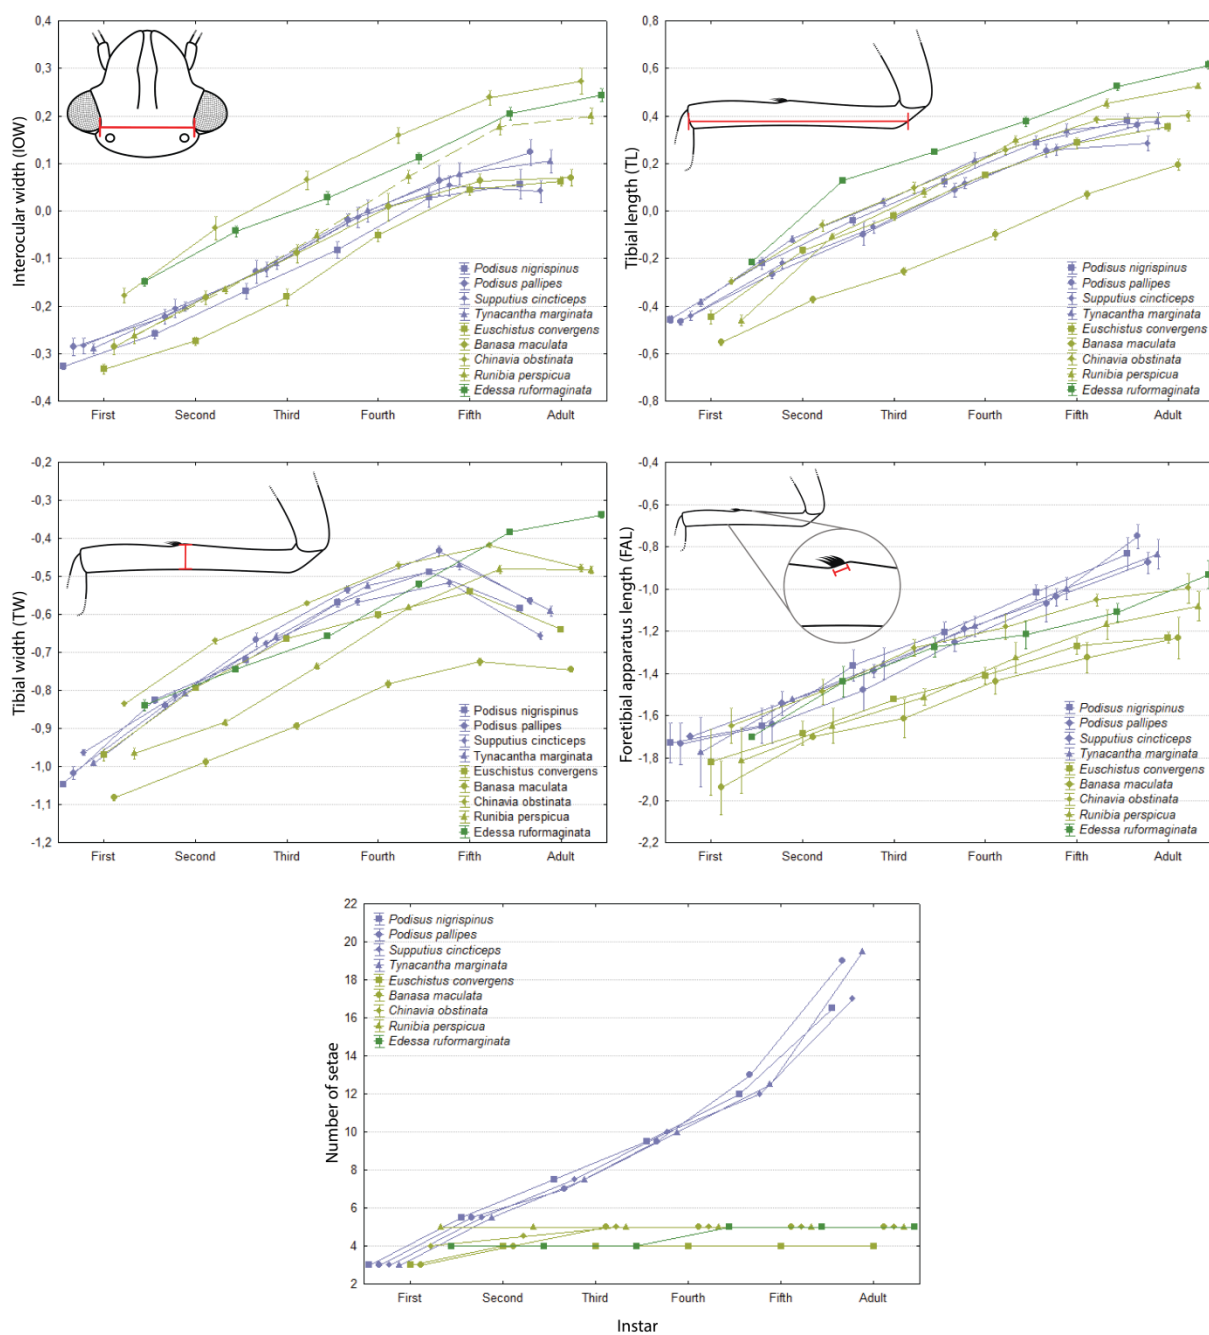 Interocular width (IOW)
0,4
0,3
0,2
0,1
0,0
-0,1
-0,2
-0,3
-0,4
Podisus nigrispinus
Podisus pallipes
Supputius cincticeps
Tynacantha marginata
Euschistus convergens
Banasa maculata
Chinavia obstinata
Runibia perspicua
Edessa ruformaginata
First Second Third Fourth Fifth Adult
Tibial length (TL)
0,8
0,6
0,4
0,2
0,0
-0,2
-0,4
-0,6
-0,8
Podisus nigrispinus
Podisus pallipes
Supputius cincticeps
Tynacantha marginata
Euschistus convergens
Banasa maculata
Chinavia obstinata
Runibia perspicua
Edessa ruformaginata
First Second Third Fourth Fifth Adult
Tibial width (TW)
-0,2
-0,3
-0,4
-0,5
-0,6
-0,7
-0,8
-0,9
-1,0
-1,1
-1,2
Podisus nigrispinus
Podisus pallipes
Supputius cincticeps
Tynacantha marginata
Euschistus convergens
Banasa maculata
Chinavia obstinata
Runibia perspicua
Edessa ruformaginata
First Second Third Fourth Fifth Adult
Foretibial apparatus length (FAL)
-0,4
-0,6
-0,8
-1,0
-1,2
-1,4
-1,6
-1,8
-2,0
-2,2
Podisus nigrispinus
Podisus pallipes
Supputius cincticeps
Tynacantha marginata
Euschistus convergens
Banasa maculata
Chinavia obstinata
Runibia perspicua
Edessa ruformaginata
First Second Third Fourth Fifth Adult
Number of setae
22
20
18
16
14
12
10
8
6
4
2
Podisus nigrispinus
Podisus pallipes
Supputius cincticeps
Tynacantha marginata
Euschistus convergens
Banasa maculata
Chinavia obstinata
Runibia perspicua
Edessa ruformarginata
First Second Third Fourth Fifth Adult
Instar